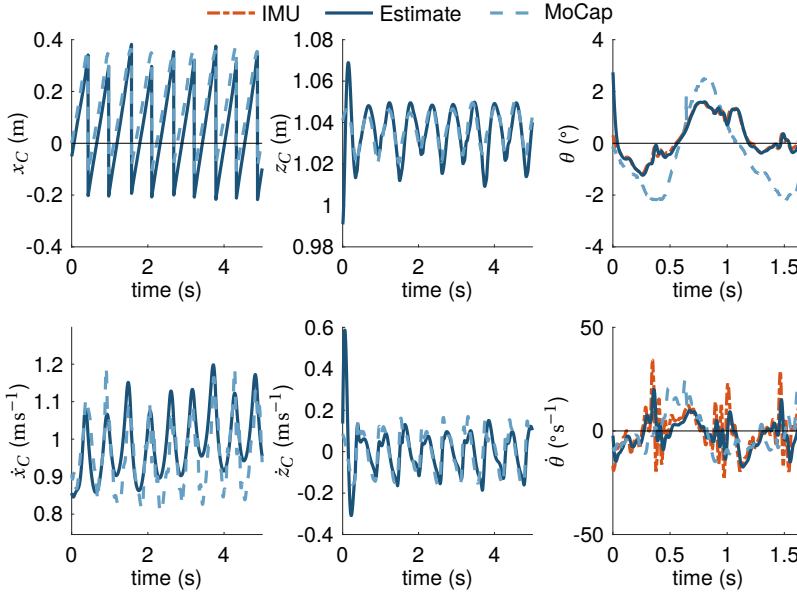 IMU Estimate MoCap
0.4
0.2
0
-0.2
-0.4
x_C (m)
0 2 4
time (s)
1.08
1.06
1.04
1.02
1
0.98
z_C (m)
0 2 4
time (s)
4
2
0
-2
-4
θ (°)
0 0.5 1 1.5
time (s)
1.2
1.1
1
0.9
0.8
ẋ_C (m s⁻¹)
0 2 4
time (s)
0.6
0.4
0.2
0
-0.2
-0.4
ż_C (m s⁻¹)
0 2 4
time (s)
50
0
-50
θ̇ (° s⁻¹)
0 0.5 1 1.5
time (s)